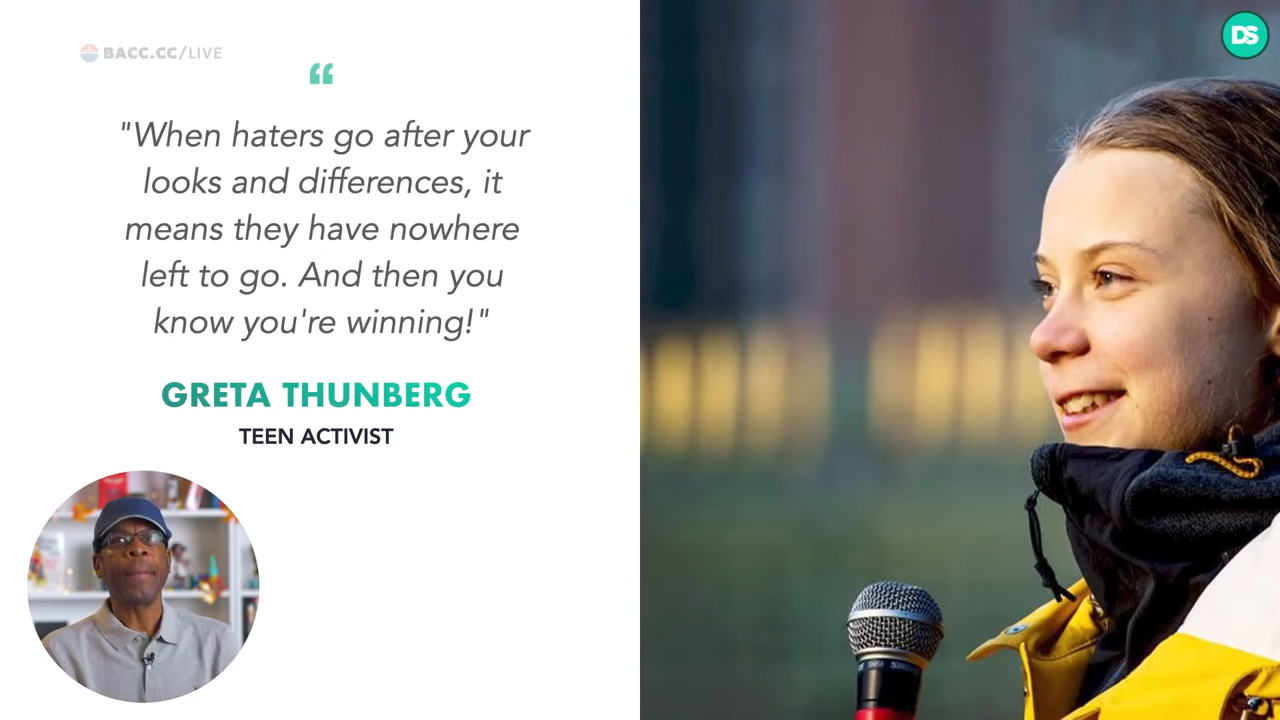 BACC.CC/LIVE
DS
“
"When haters go after your
looks and differences, it
means they have nowhere
left to go. And then you
know you're winning!"
GRETA THUNBERG
TEEN ACTIVIST